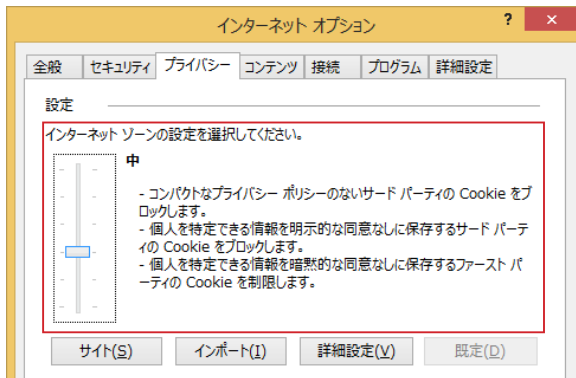 インターネット オプション
? ×
全般 セキュリティ プライバシー コンテンツ 接続 プログラム 詳細設定
設定
インターネット ゾーンの設定を選択してください。
中
- コンパクトなプライバシー ポリシーのないサード パーティの Cookie をブ
ロックします。
- 個人を特定できる情報を明示的な同意なしに保存するサード パーテ
ィの Cookie をブロックします。
- 個人を特定できる情報を暗黙的な同意なしに保存するファースト パ
ーティの Cookie を制限します。
サイト(S) インポート(I) 詳細設定(V) 既定(D)